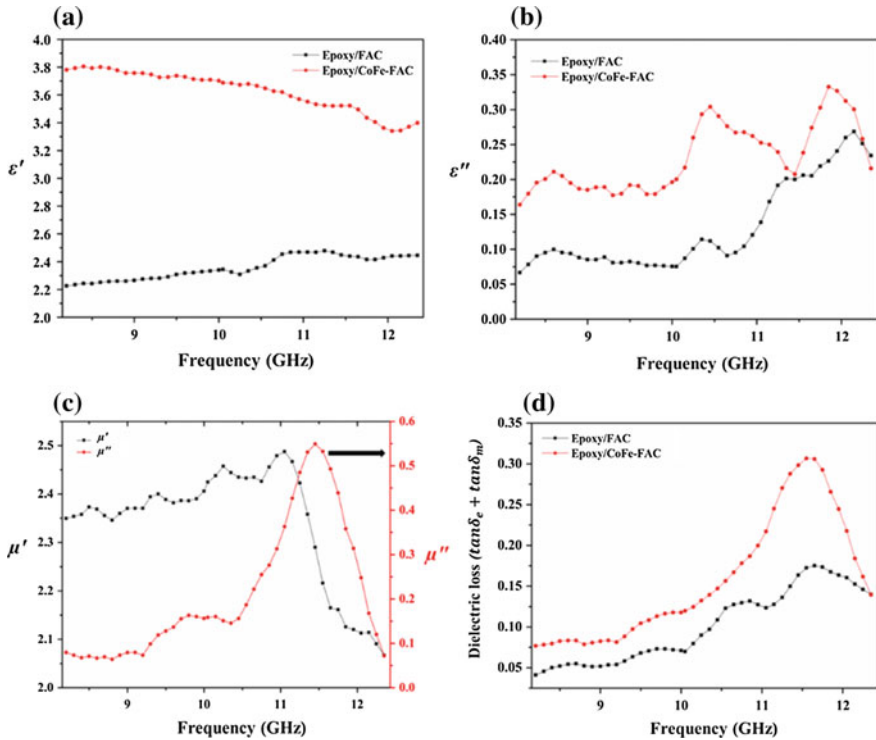 (a)
4.0
3.8
3.6
3.4
3.2
3.0
2.8
2.6
2.4
2.2
2.0
ε′
Epoxy/FAC
Epoxy/CoFe-FAC
9 10 11 12
Frequency (GHz)
(b)
0.40
0.35
0.30
0.25
0.20
0.15
0.10
0.05
0.00
ε″
Epoxy/FAC
Epoxy/CoFe-FAC
9 10 11 12
Frequency (GHz)
(c)
2.5
2.4
2.3
2.2
2.1
2.0
μ′
μ′
μ″
0.6
0.5
0.4
0.3
0.2
0.1
0.0
μ″
9 10 11 12
Frequency (GHz)
(d)
0.35
0.30
0.25
0.20
0.15
0.10
0.05
Dielectric loss (tanδe + tanδm)
Epoxy/FAC
Epoxy/CoFe-FAC
9 10 11 12
Frequency (GHz)